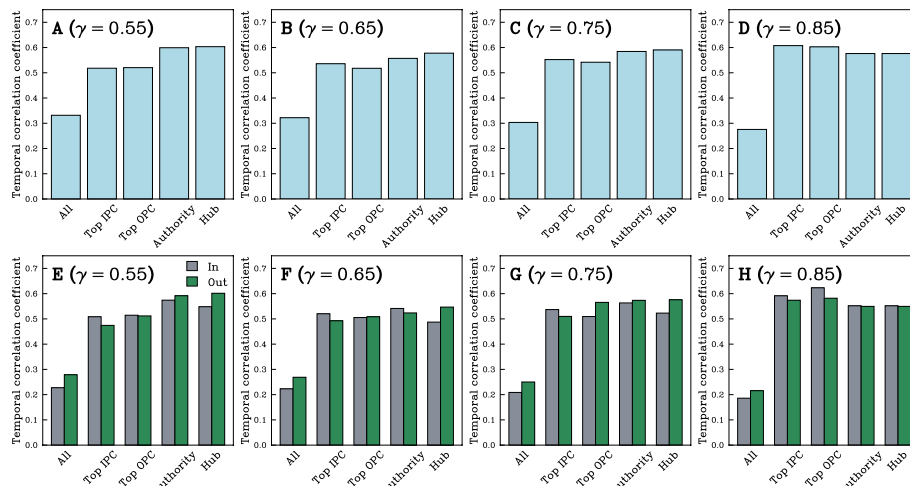 A (γ = 0.55)
Temporal correlation coefficient
0.7
0.6
0.5
0.4
0.3
0.2
0.1
0.0
All
Top IPC
Top OPC
Authority
Hub
B (γ = 0.65)
Temporal correlation coefficient
0.7
0.6
0.5
0.4
0.3
0.2
0.1
0.0
All
Top IPC
Top OPC
Authority
Hub
C (γ = 0.75)
Temporal correlation coefficient
0.7
0.6
0.5
0.4
0.3
0.2
0.1
0.0
All
Top IPC
Top OPC
Authority
Hub
D (γ = 0.85)
Temporal correlation coefficient
0.7
0.6
0.5
0.4
0.3
0.2
0.1
0.0
All
Top IPC
Top OPC
Authority
Hub
E (γ = 0.55)
In
Out
Temporal correlation coefficient
0.7
0.6
0.5
0.4
0.3
0.2
0.1
0.0
All
Top IPC
Top OPC
Authority
Hub
F (γ = 0.65)
Temporal correlation coefficient
0.7
0.6
0.5
0.4
0.3
0.2
0.1
0.0
All
Top IPC
Top OPC
Authority
Hub
G (γ = 0.75)
Temporal correlation coefficient
0.7
0.6
0.5
0.4
0.3
0.2
0.1
0.0
All
Top IPC
Top OPC
Authority
Hub
H (γ = 0.85)
Temporal correlation coefficient
0.7
0.6
0.5
0.4
0.3
0.2
0.1
0.0
All
Top IPC
Top OPC
Authority
Hub